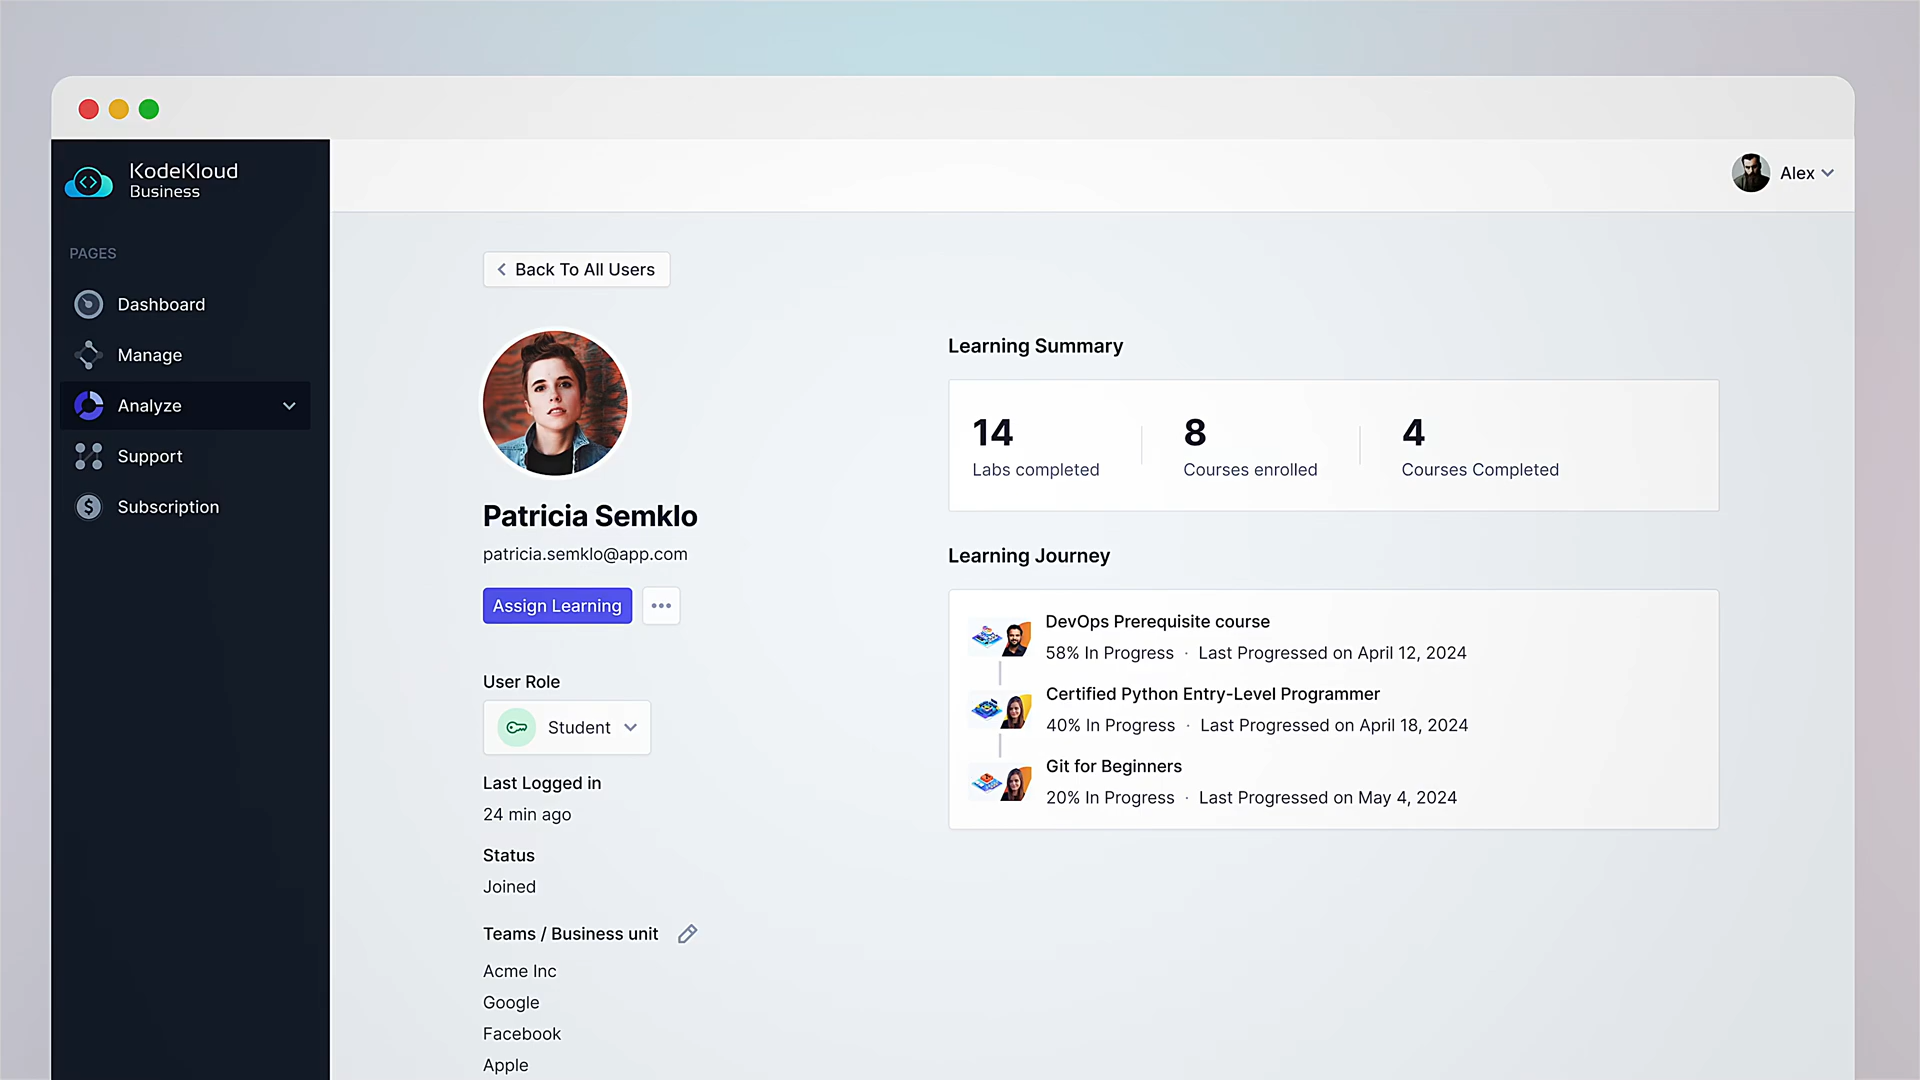 KodeKloud
Business
Alex
PAGES
Dashboard
Manage
Analyze
Support
Subscription
Back To All Users
Patricia Semklo
patricia.semklo@app.com
Assign Learning
User Role
Student
Last Logged in
24 min ago
Status
Joined
Teams / Business unit
Acme Inc
Google
Facebook
Apple
Learning Summary
14
Labs completed
8
Courses enrolled
4
Courses Completed
Learning Journey
DevOps Prerequisite course
58% In Progress · Last Progressed on April 12, 2024
Certified Python Entry-Level Programmer
40% In Progress · Last Progressed on April 18, 2024
Git for Beginners
20% In Progress · Last Progressed on May 4, 2024